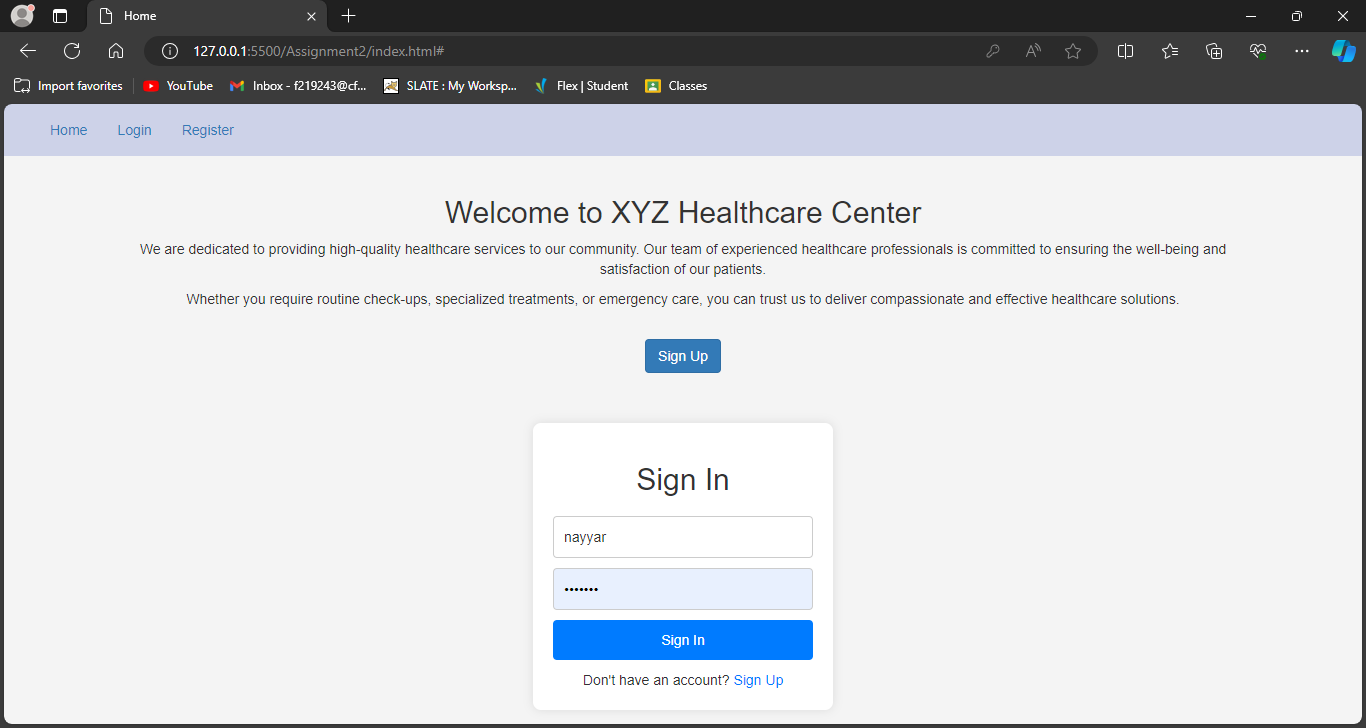 Home
127.0.0.1:5500/Assignment2/index.html#
Import favorites YouTube Inbox - f219243@cf... SLATE : My Worksp... Flex | Student Classes
Home Login Register
Welcome to XYZ Healthcare Center
We are dedicated to providing high-quality healthcare services to our community. Our team of experienced healthcare professionals is committed to ensuring the well-being and
satisfaction of our patients.
Whether you require routine check-ups, specialized treatments, or emergency care, you can trust us to deliver compassionate and effective healthcare solutions.
Sign Up
Sign In
nayyar
•••••••
Sign In
Don't have an account? Sign Up